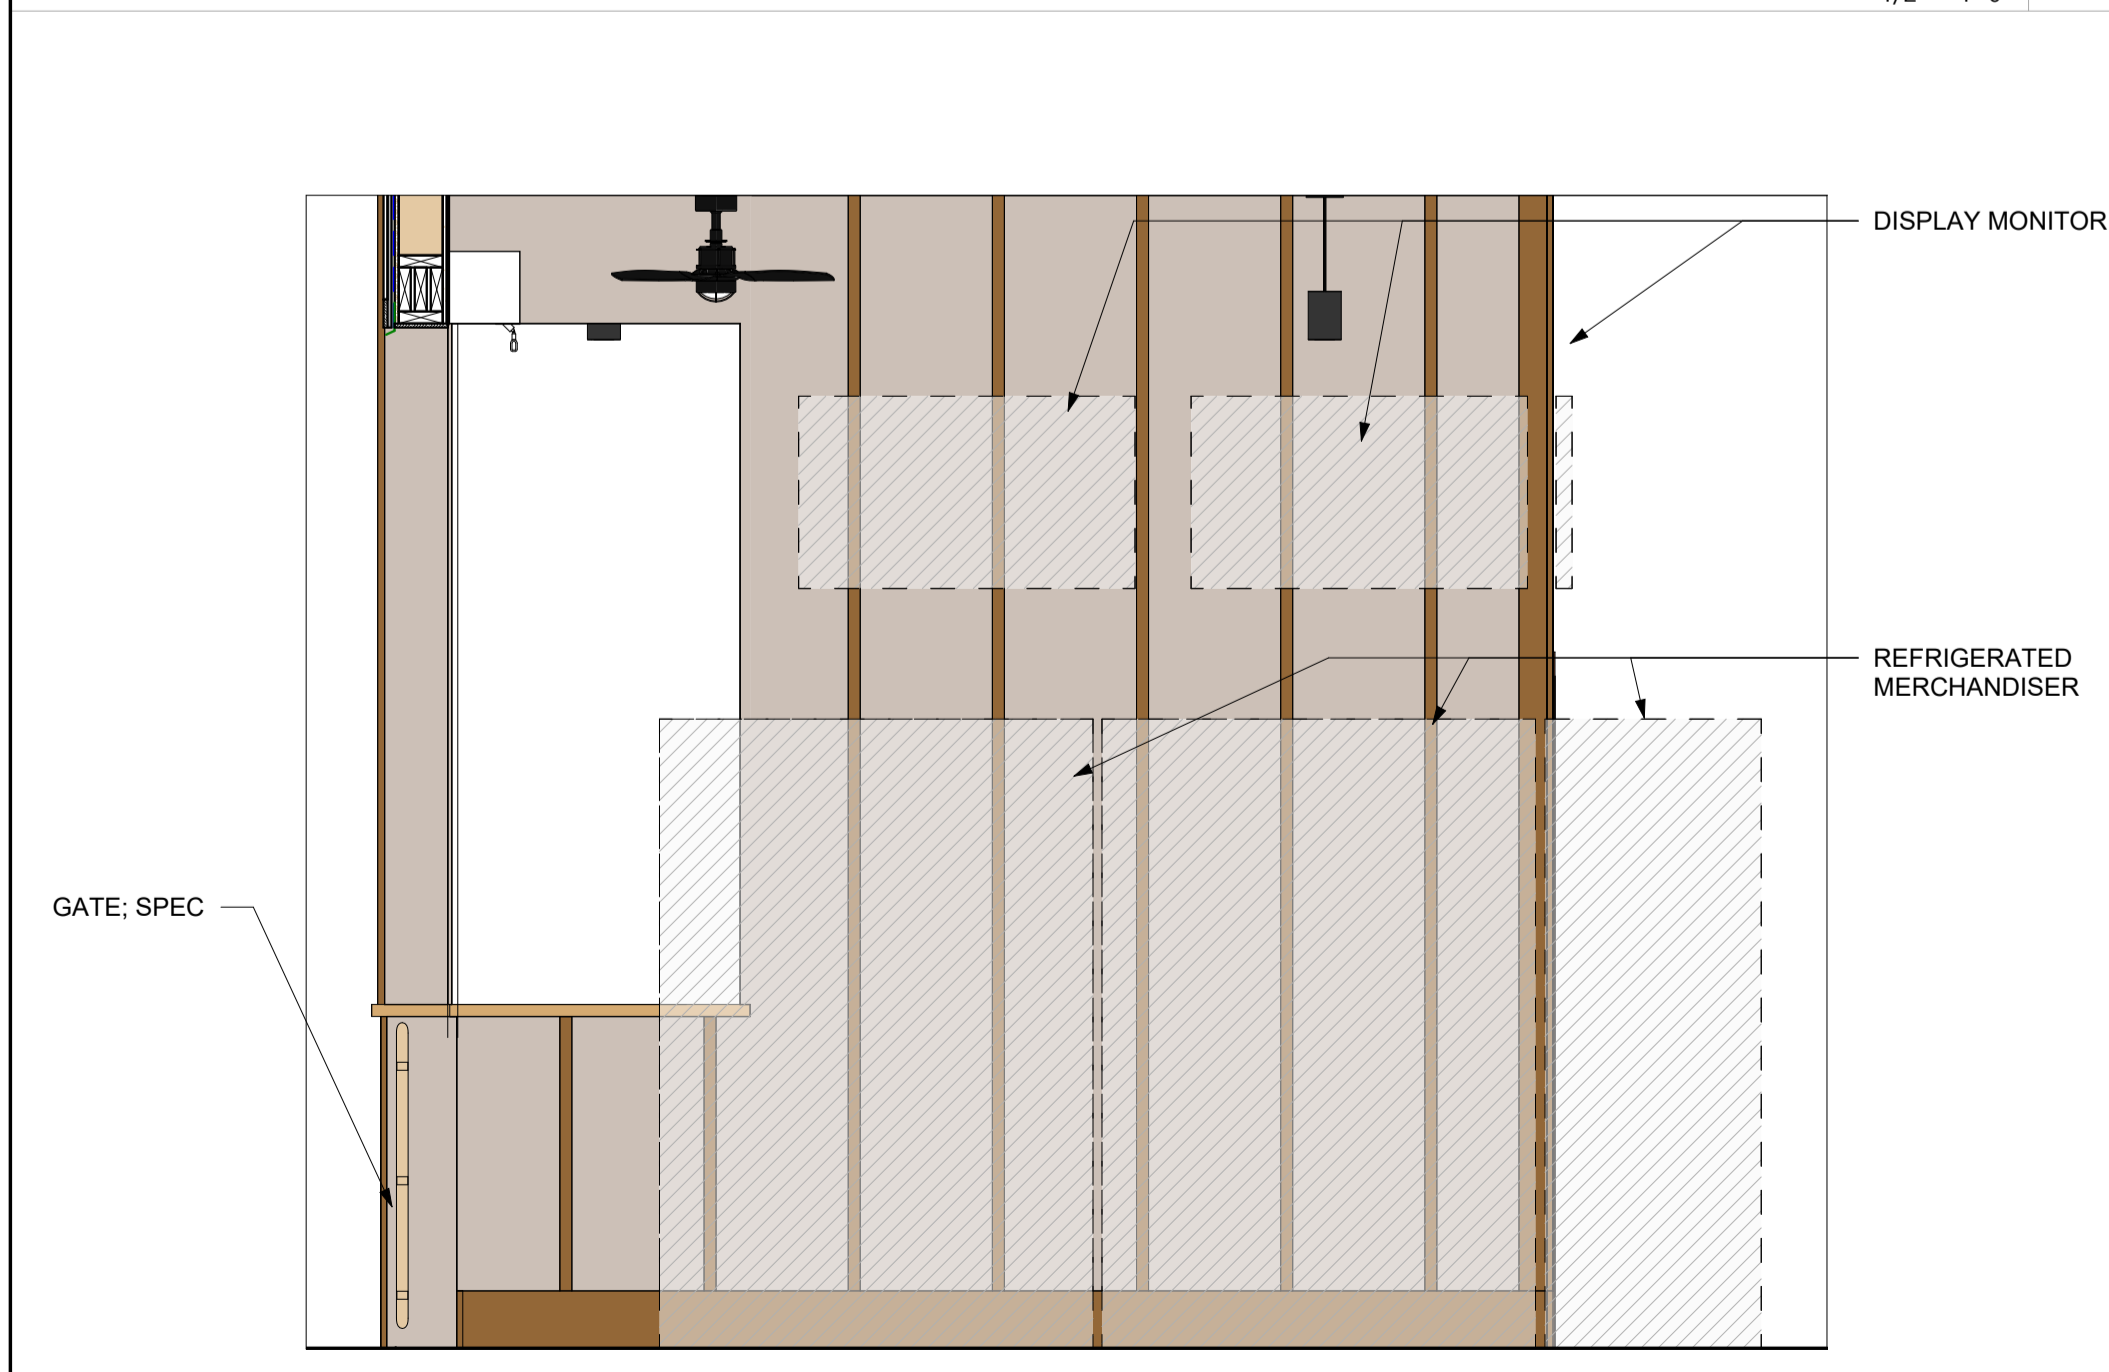 DISPLAY MONITOR
REFRIGERATED
MERCHANDISER
GATE; SPEC